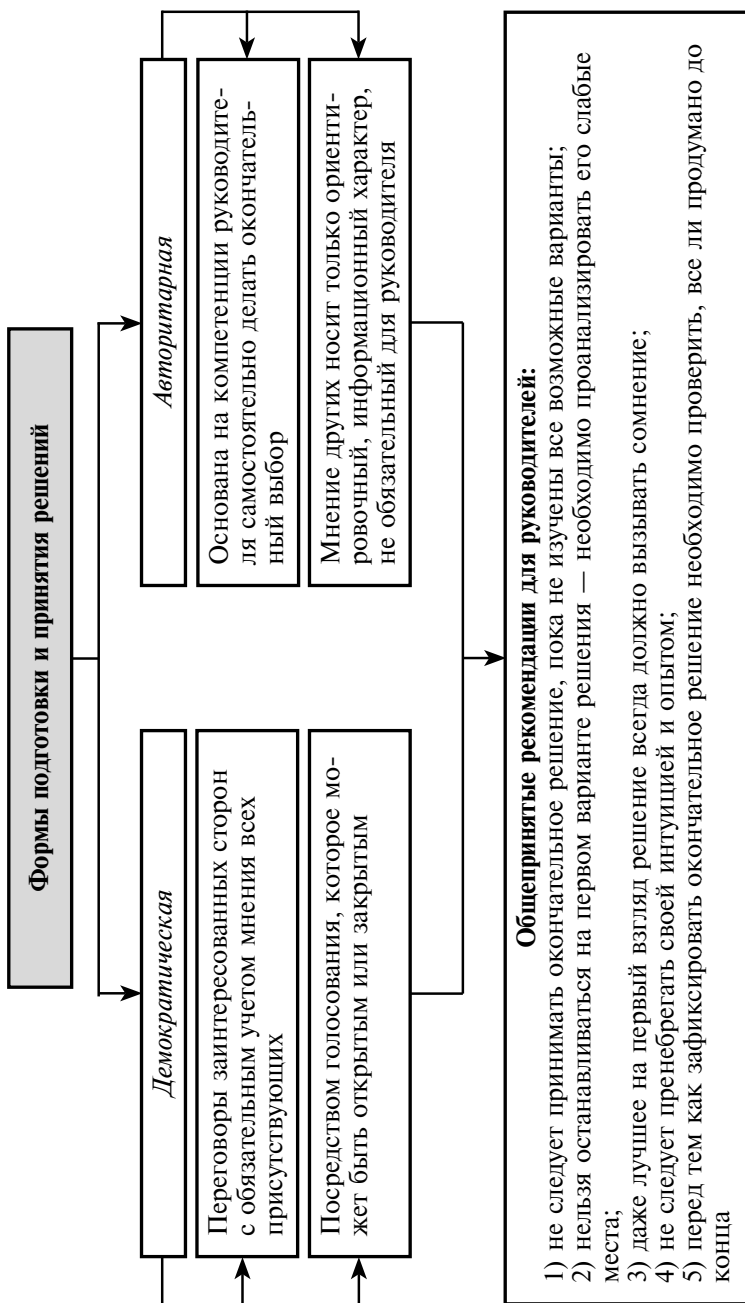 Формы подготовки и принятия решений
Демократическая
Переговоры заинтересованных сторон
с обязательным учетом мнения всех
присутствующих
Посредством голосования, которое мо-
жет быть открытым или закрытым
Авторитарная
Основана на компетенции руководите-
ля самостоятельно делать окончатель-
ный выбор
Мнение других носит только ориенти-
ровочный, информационный характер,
не обязательный для руководителя
Общепринятые рекомендации для руководителей:
1) не следует принимать окончательное решение, пока не изучены все возможные варианты;
2) нельзя останавливаться на первом варианте решения — необходимо проанализировать его слабые
места;
3) даже лучшее на первый взгляд решение всегда должно вызывать сомнение;
4) не следует пренебрегать своей интуицией и опытом;
5) перед тем как зафиксировать окончательное решение необходимо проверить, все ли продумано до
конца